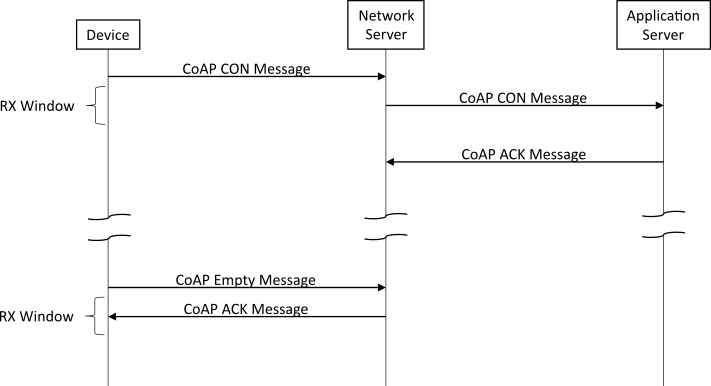 Device
Network
Server
Application
Server
CoAP CON Message
RX Window
CoAP CON Message
CoAP ACK Message
CoAP Empty Message
RX Window
CoAP ACK Message